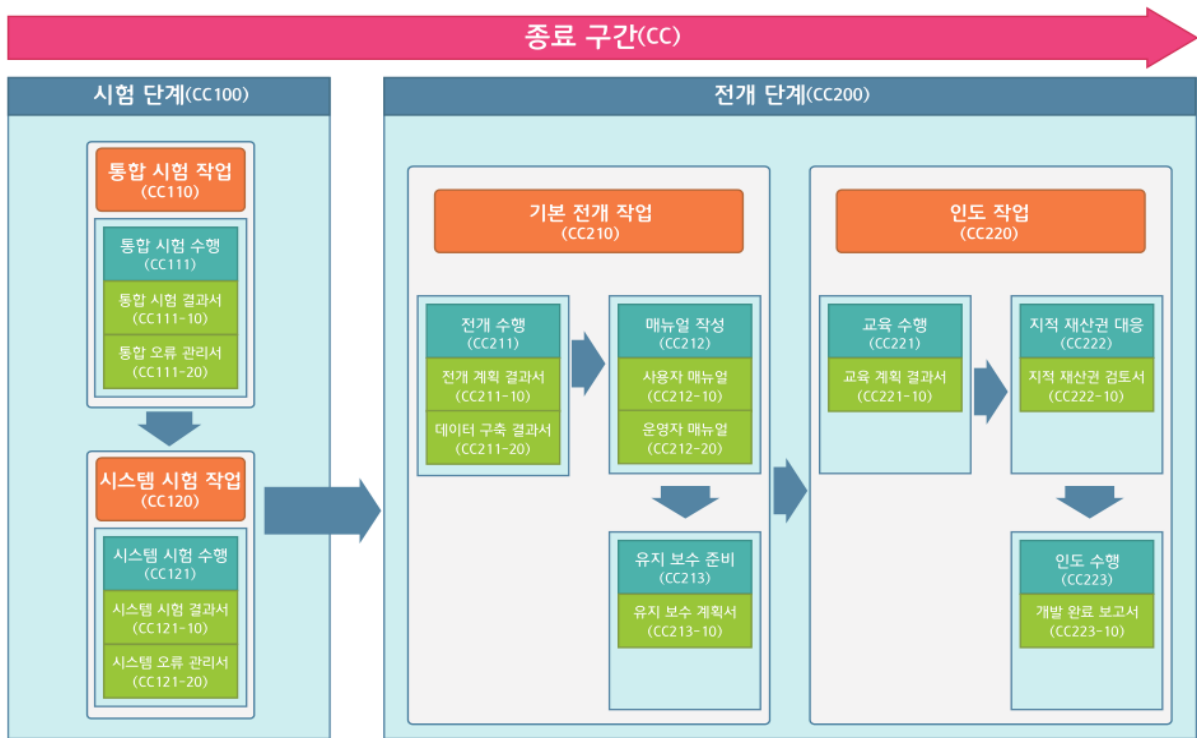 종료 구간(CC)
시험 단계(CC100)
통합 시험 작업
(CC110)
통합 시험 수행
(CC111)
통합 시험 결과서
(CC111-10)
통합 오류 관리서
(CC111-20)
시스템 시험 작업
(CC120)
시스템 시험 수행
(CC121)
시스템 시험 결과서
(CC121-10)
시스템 오류 관리서
(CC121-20)
전개 단계(CC200)
기본 전개 작업
(CC210)
전개 수행
(CC211)
전개 계획 결과서
(CC211-10)
데이터 구축 결과서
(CC211-20)
매뉴얼 작성
(CC212)
사용자 매뉴얼
(CC212-10)
운영자 매뉴얼
(CC212-20)
유지 보수 준비
(CC213)
유지 보수 계획서
(CC213-10)
인도 작업
(CC220)
교육 수행
(CC221)
교육 계획 결과서
(CC221-10)
지적 재산권 대응
(CC222)
지적 재산권 검토서
(CC222-10)
인도 수행
(CC223)
개발 완료 보고서
(CC223-10)